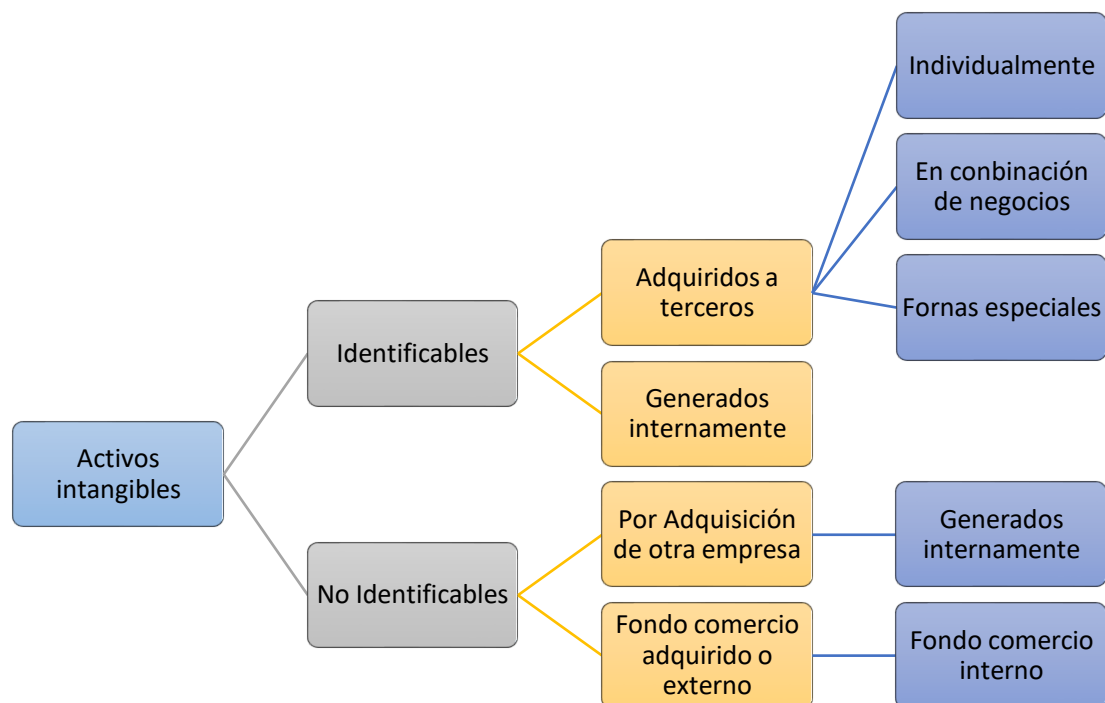 Activos
intangibles
Identificables
No Identificables
Adquiridos a
terceros
Generados
internamente
Por Adquisición
de otra empresa
Fondo comercio
adquirido o
externo
Individualmente
En conbinación
de negocios
Fornas especiales
Generados
internamente
Fondo comercio
interno